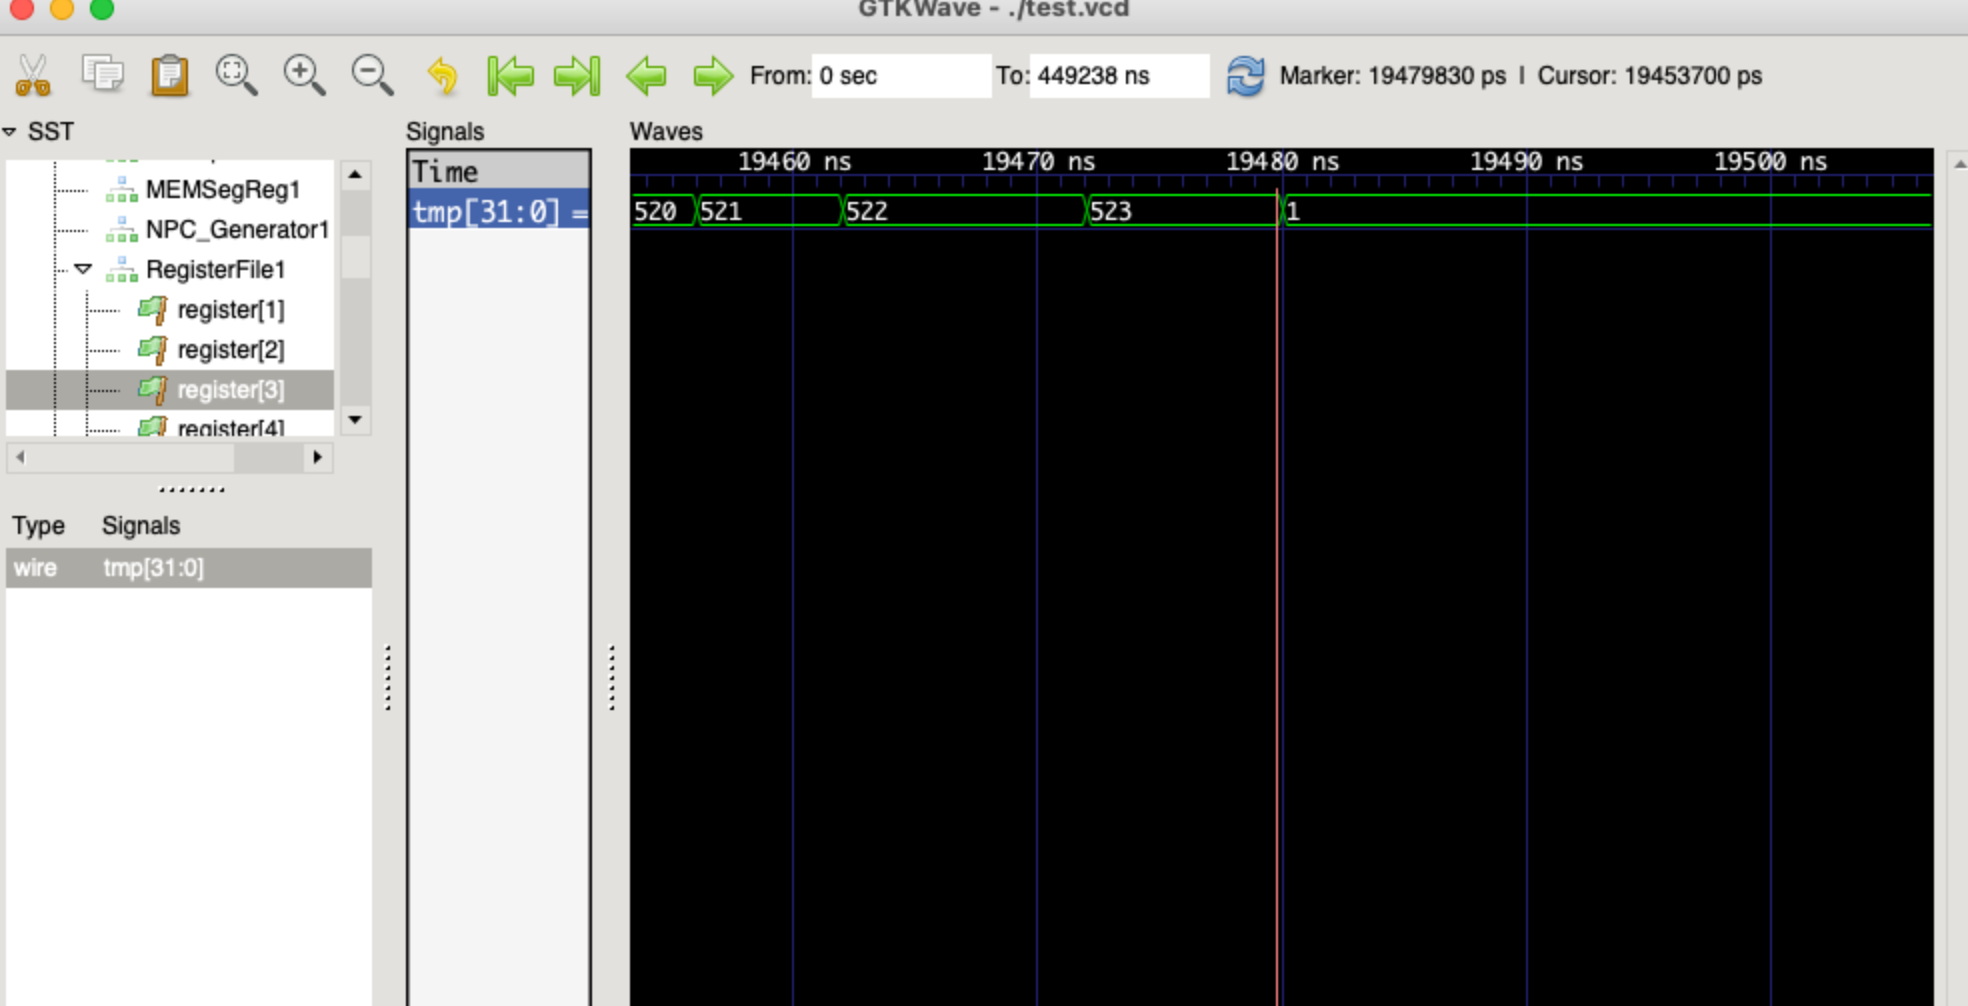 GTKWave - ./test.vcd
From: 0 sec To: 449238 ns Marker: 19479830 ps | Cursor: 19453700 ps
SST
MEMSegReg1
NPC_Generator1
RegisterFile1
register[1]
register[2]
register[3]
register[4]
Type Signals
wire tmp[31:0]
Signals
Time
tmp[31:0] =
Waves
19460 ns 19470 ns 19480 ns 19490 ns 19500 ns
520 521 522 523 1